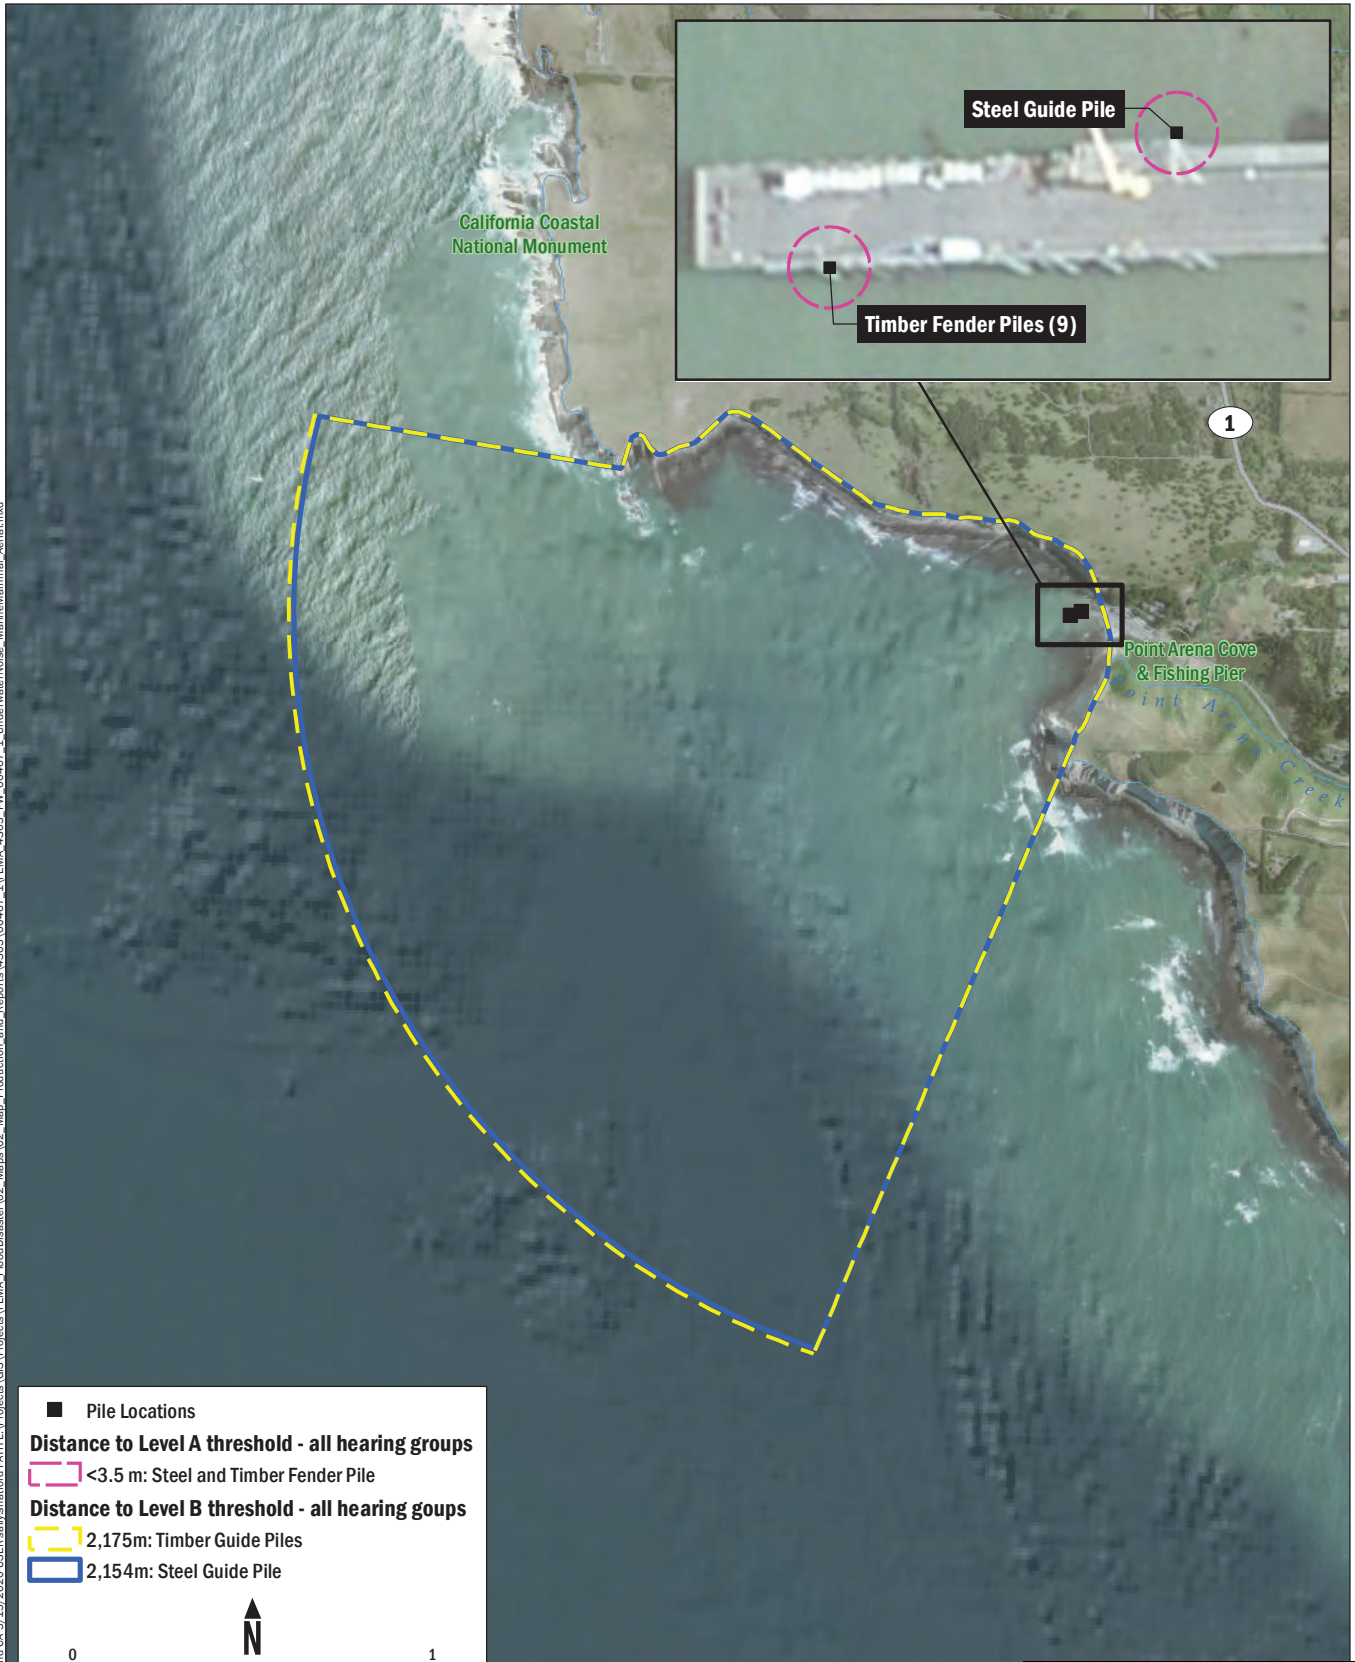 Steel Guide Pile
Timber Fender Piles (9)
California Coastal
National Monument
1
Point Arena Cove
& Fishing Pier
Point Arena Creek
Pile Locations
Distance to Level A threshold - all hearing groups
<3.5 m: Steel and Timber Fender Pile
Distance to Level B threshold - all hearing goups
2,175m: Timber Guide Piles
2,154m: Steel Guide Pile
N
0 1